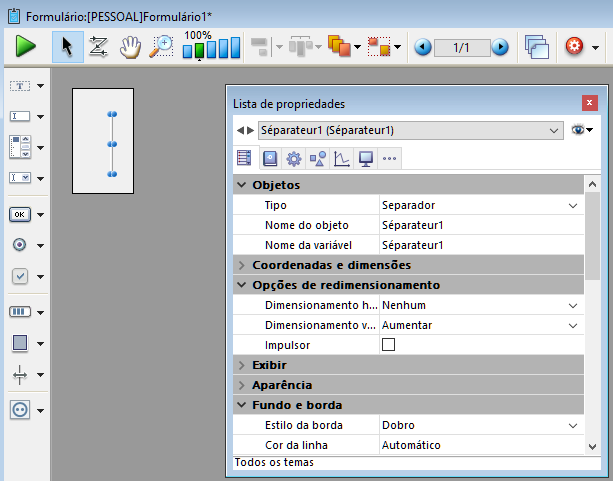 Formulário:[PESSOAL]Formulário1*
100%
1/1
T
OK
Lista de propriedades
x
Séparateur1 (Séparateur1)
Objetos
Tipo Separador
Nome do objeto Séparateur1
Nome da variável Séparateur1
Coordenadas e dimensões
Opções de redimensionamento
Dimensionamento h... Nenhum
Dimensionamento v... Aumentar
Impulsor
Exibir
Aparência
Fundo e borda
Estilo da borda Dobro
Cor da linha Automático
Todos os temas